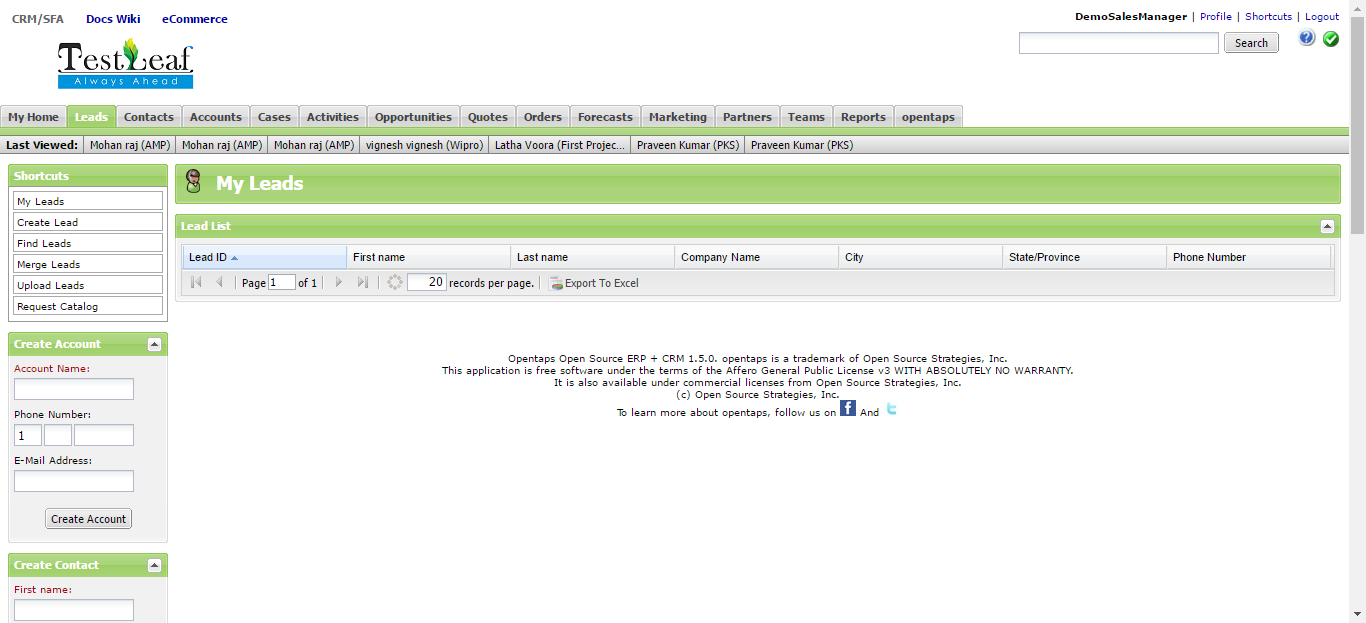 CRM/SFA Docs Wiki eCommerce
DemoSalesManager | Profile | Shortcuts | Logout
TestLeaf
Always Ahead
Search
My Home Leads Contacts Accounts Cases Activities Opportunities Quotes Orders Forecasts Marketing Partners Teams Reports opentaps
Last Viewed: Mohan raj (AMP) Mohan raj (AMP) Mohan raj (AMP) vignesh vignesh (Wipro) Latha Voora (First Projec... Praveen Kumar (PKS) Praveen Kumar (PKS)
Shortcuts
My Leads
Create Lead
Find Leads
Merge Leads
Upload Leads
Request Catalog
Create Account
Account Name:
Phone Number:
1
E-Mail Address:
Create Account
Create Contact
First name:
My Leads
Lead List
Lead ID First name Last name Company Name City State/Province Phone Number
Page 1 of 1 20 records per page. Export To Excel
Opentaps Open Source ERP + CRM 1.5.0. opentaps is a trademark of Open Source Strategies, Inc.
This application is free software under the terms of the Affero General Public License v3 WITH ABSOLUTELY NO WARRANTY.
It is also available under commercial licenses from Open Source Strategies, Inc.
(c) Open Source Strategies, Inc.
To learn more about opentaps, follow us on f And t